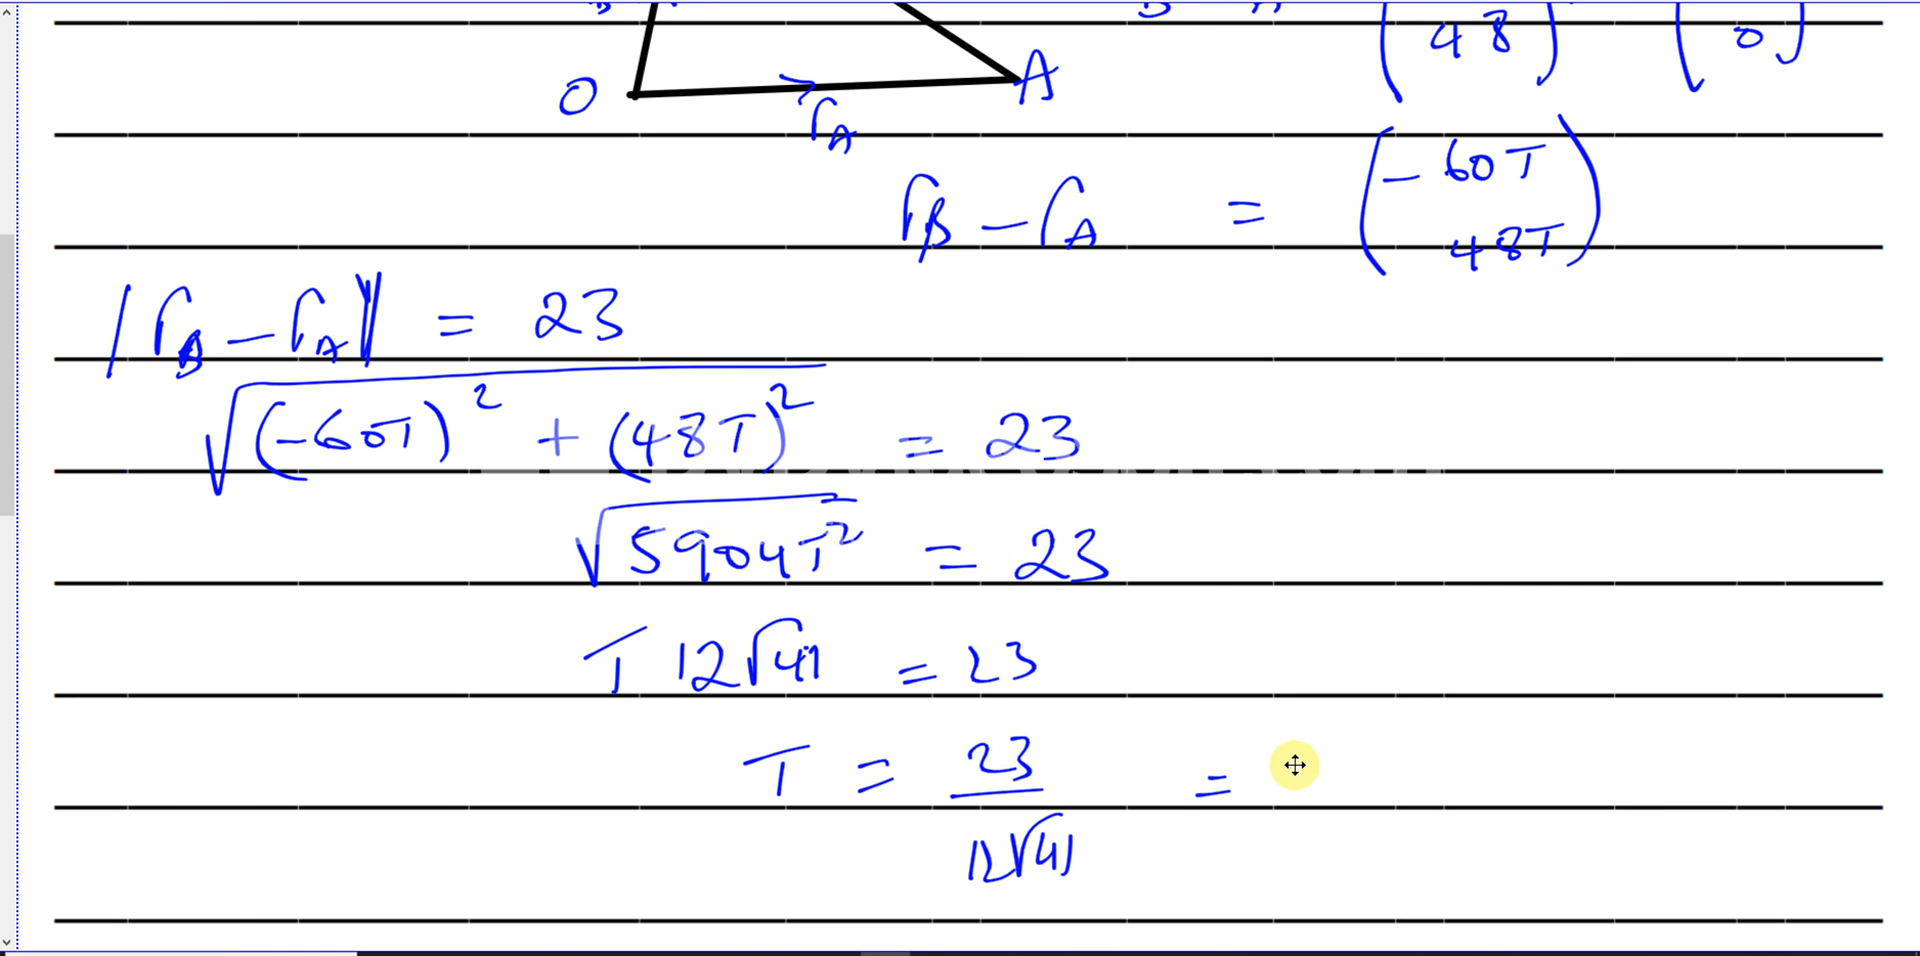 48 0
O A
r_A
r_B - r_A = ( -60T
48T )
| r_B - r_A | = 23
√((-60T)² + (48T)²) = 23
√(5904T²) = 23
T 12√41 = 23
T = 23 / 12√41 =